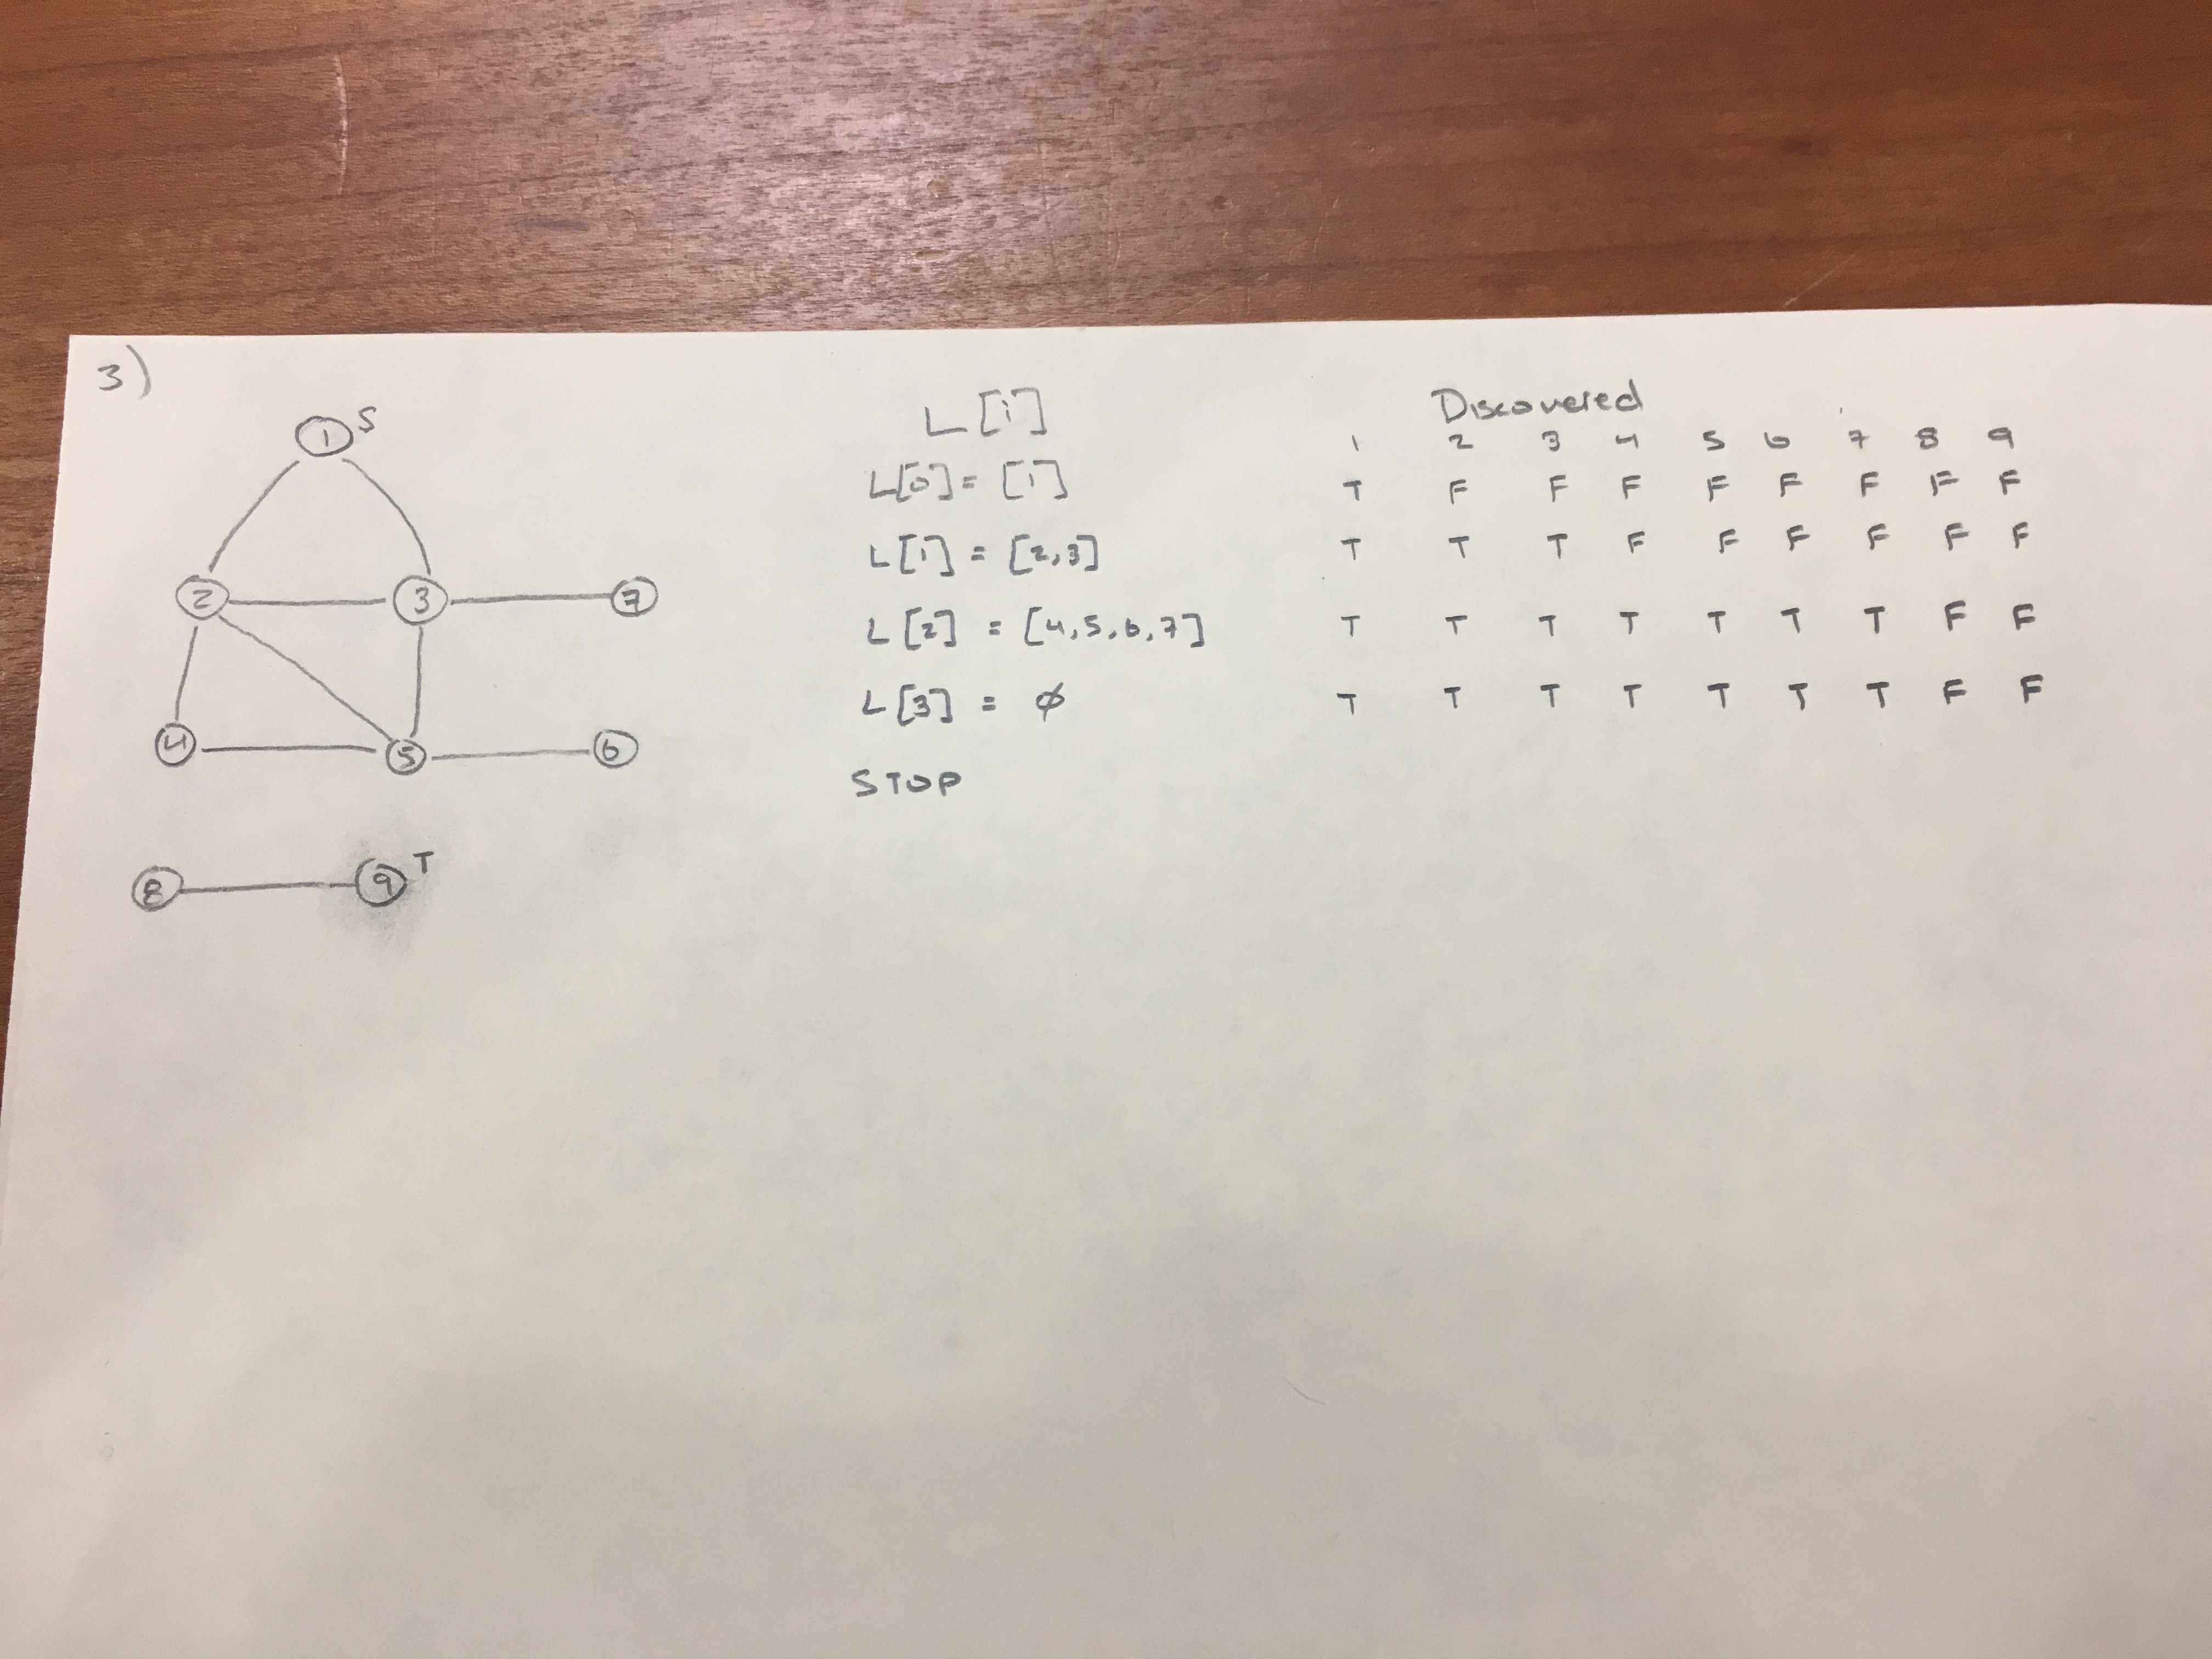 3)
1 S
2 3 7
4 5 6
8 9 T
L[i] Discovered
1 2 3 4 5 6 7 8 9
L[0] = [1] T F F F F F F F F
L[1] = [2,3] T T T F F F F F F
L[2] = [4,5,6,7] T T T T T T T F F
L[3] = ϕ T T T T T T T F F
STOP